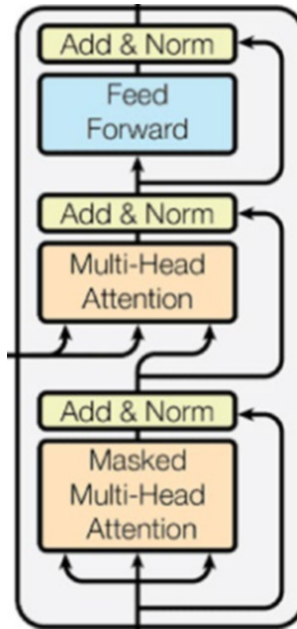 Add & Norm
Feed
Forward
Add & Norm
Multi-Head
Attention
Add & Norm
Masked
Multi-Head
Attention